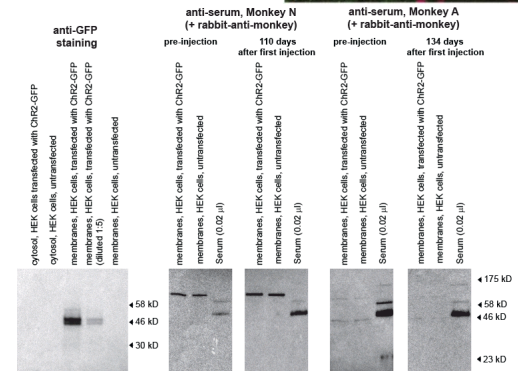 anti-GFP
staining
anti-serum, Monkey N
(+ rabbit-anti-monkey)
anti-serum, Monkey A
(+ rabbit-anti-monkey)
pre-injection
110 days
after first injection
pre-injection
134 days
after first injection
cytosol, HEK cells transfected with ChR2-GFP
cytosol, HEK cells, untransfected
membranes, HEK cells, transfected with ChR2-GFP
membranes, HEK cells, transfected with ChR2-GFP
(diluted 1:5)
membranes, HEK cells, untransfected
membranes, HEK cells, transfected with ChR2-GFP
membranes, HEK cells, untransfected
Serum (0.02 µl)
membranes, HEK cells, transfected with ChR2-GFP
membranes, HEK cells, untransfected
Serum (0.02 µl)
membranes, HEK cells, transfected with ChR2-GFP
membranes, HEK cells, untransfected
Serum (0.02 µl)
membranes, HEK cells, transfected with ChR2-GFP
membranes, HEK cells, untransfected
Serum (0.02 µl)
58 kD
46 kD
30 kD
175 kD
58 kD
46 kD
23 kD